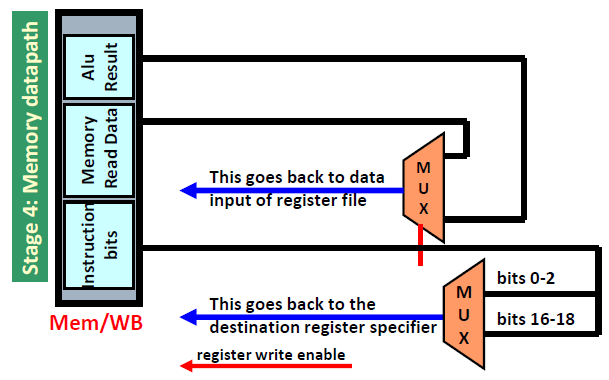 Stage 4: Memory datapath
Alu
Result
Memory
Read Data
Instruction
bits
Mem/WB
This goes back to data
input of register file
M
U
X
This goes back to the
destination register specifier
M
U
X
bits 0-2
bits 16-18
register write enable